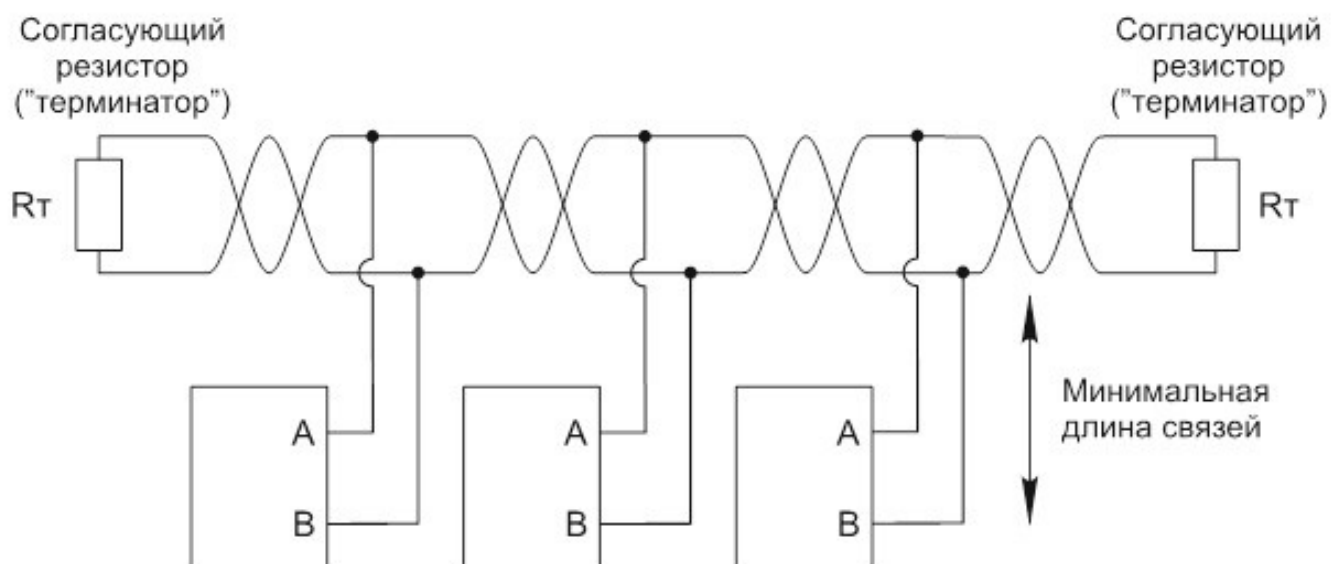 Согласующий
резистор
("терминатор")
Согласующий
резистор
("терминатор")
Rт
Rт
A
B
A
B
A
B
Минимальная
длина связей